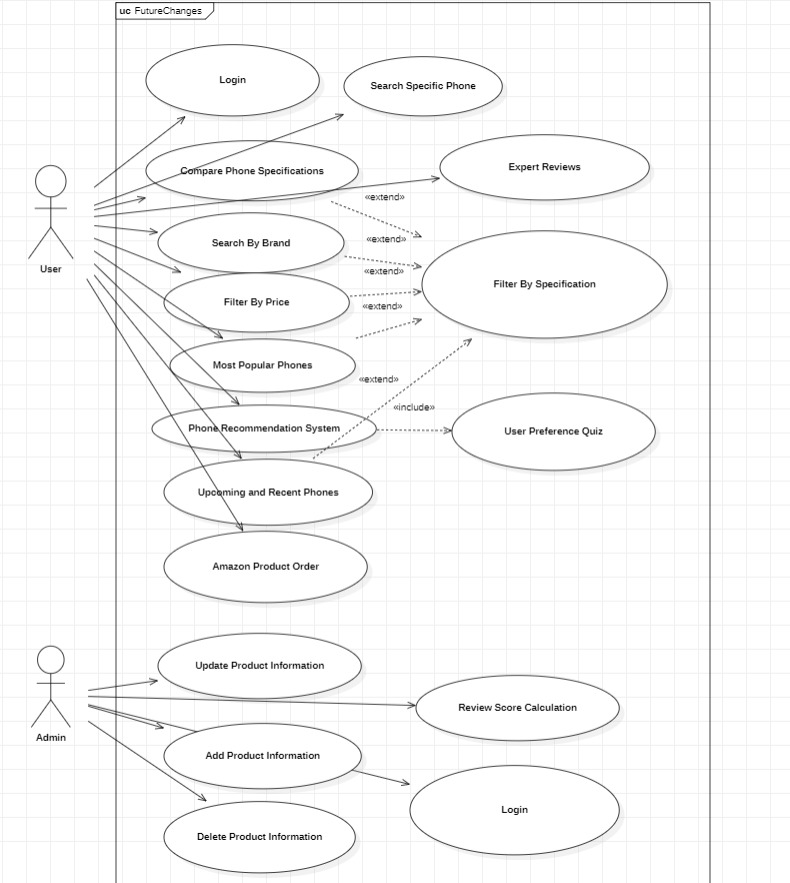 uc FutureChanges
Login
Search Specific Phone
Compare Phone Specifications
Expert Reviews
«extend»
User
Search By Brand
«extend»
«extend»
Filter By Specification
Filter By Price
«extend»
Most Popular Phones
«extend»
«include»
Phone Recommendation System
User Preference Quiz
Upcoming and Recent Phones
Amazon Product Order
Update Product Information
Review Score Calculation
Admin
Add Product Information
Login
Delete Product Information